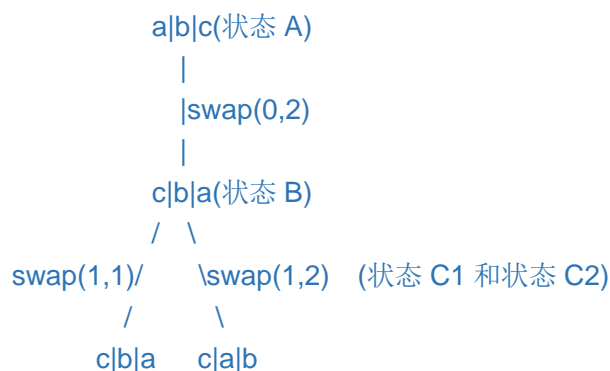 a|b|c(状态 A)
|
|swap(0,2)
|
c|b|a(状态 B)
/ \
swap(1,1)/ \swap(1,2) (状态 C1 和状态 C2)
/ \
c|b|a c|a|b